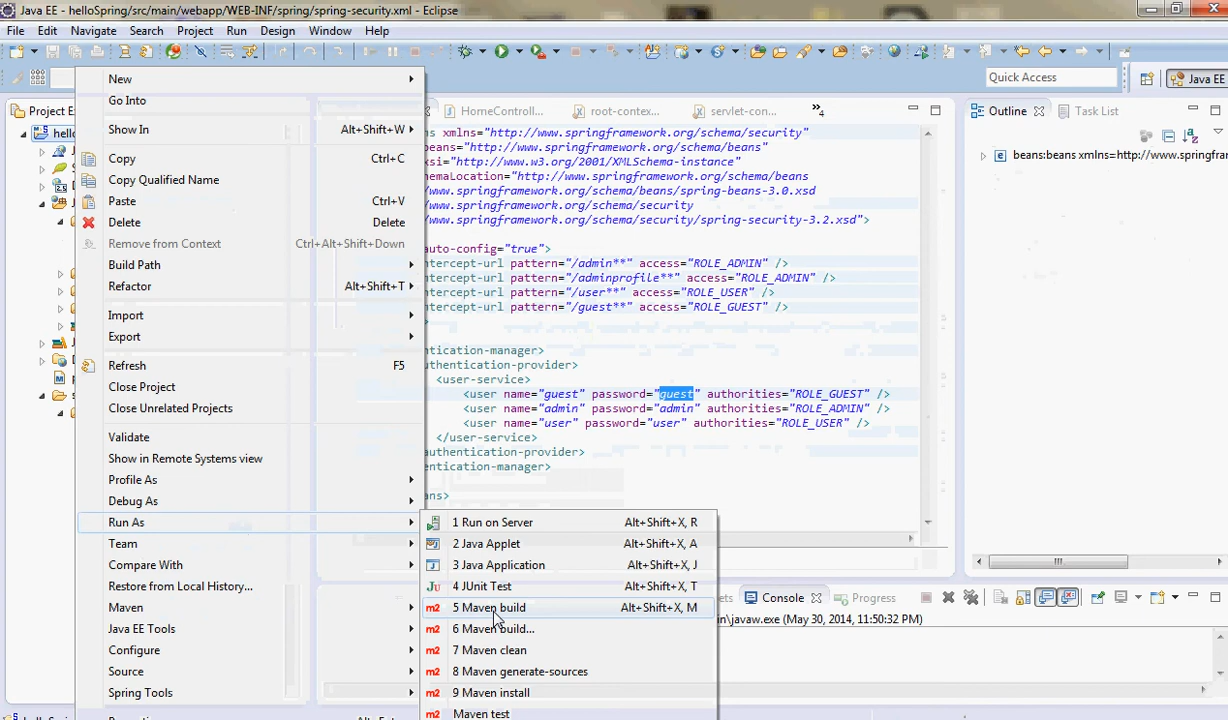 Java EE - helloSpring/src/main/webapp/WEB-INF/spring/spring-security.xml - Eclipse
File Edit Navigate Search Project Run Design Window Help
Quick Access
Java EE
Project E
New
Go Into
Show In Alt+Shift+W
Copy Ctrl+C
Copy Qualified Name
Paste Ctrl+V
Delete Delete
Remove from Context Ctrl+Alt+Shift+Down
Build Path
Refactor Alt+Shift+T
Import
Export
Refresh F5
Close Project
Close Unrelated Projects
Validate
Show in Remote Systems view
Profile As
Debug As
Run As
Team
Compare With
Restore from Local History...
Maven
Java EE Tools
Configure
Source
Spring Tools
1 Run on Server Alt+Shift+X, R
2 Java Applet Alt+Shift+X, A
3 Java Application Alt+Shift+X, J
4 JUnit Test Alt+Shift+X, T
5 Maven build Alt+Shift+X, M
6 Maven build...
7 Maven clean
8 Maven generate-sources
9 Maven install
Maven test
HomeControll... root-contex... servlet-con... »4
ns xmlns="http://www.springframework.org/schema/security"
beans="http://www.springframework.org/schema/beans"
xsi="http://www.w3.org/2001/XMLSchema-instance"
hemaLocation="http://www.springframework.org/schema/beans
/www.springframework.org/schema/beans/spring-beans-3.0.xsd
/www.springframework.org/schema/security
/www.springframework.org/schema/security/spring-security-3.2.xsd">
auto-config="true">
ntercept-url pattern="/admin**" access="ROLE_ADMIN" />
ntercept-url pattern="/adminprofile**" access="ROLE_ADMIN" />
ntercept-url pattern="/user**" access="ROLE_USER" />
ntercept-url pattern="/guest**" access="ROLE_GUEST" />
>
entication-manager>
uthentication-provider>
<user-service>
<user name="guest" password="guest" authorities="ROLE_GUEST" />
<user name="admin" password="admin" authorities="ROLE_ADMIN" />
<user name="user" password="user" authorities="ROLE_USER" />
</user-service>
uthentication-provider>
entication-manager>
ans>
Outline Task List
beans:beans xmlns=http://www.springfrar
ets Console Progress
in\javaw.exe (May 30, 2014, 11:50:32 PM)